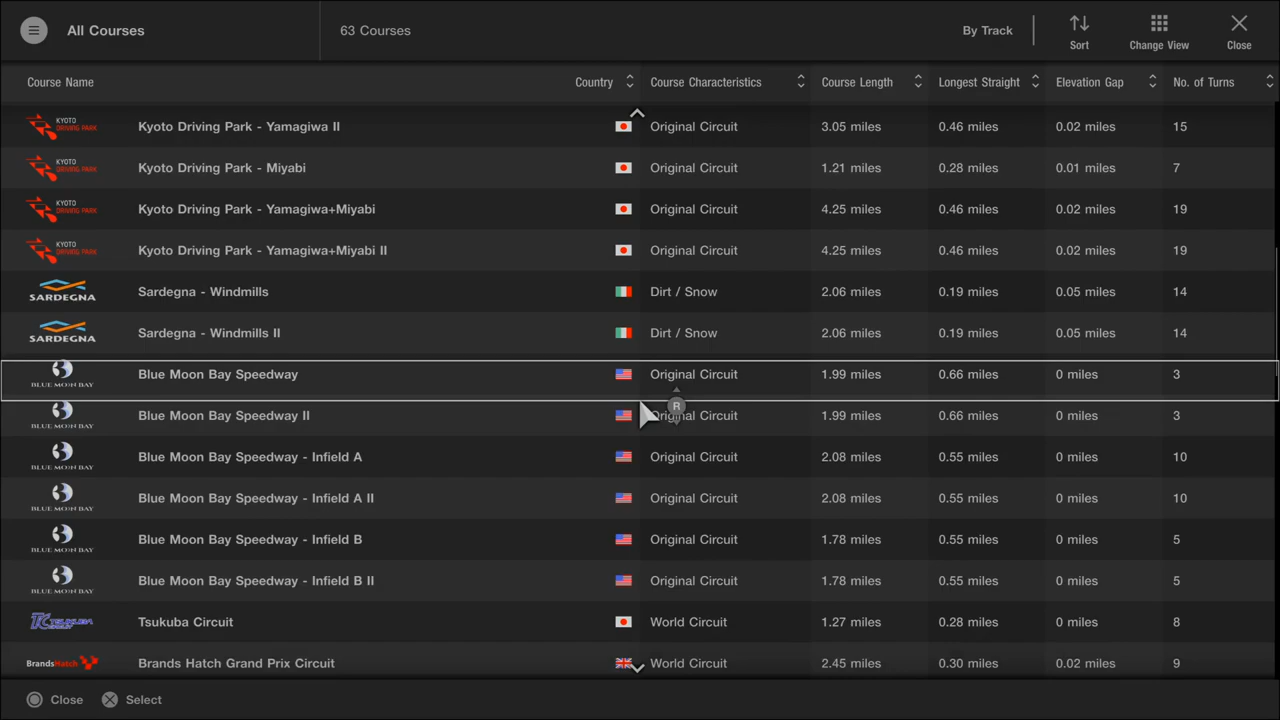 All Courses 63 Courses By Track Sort Change View Close
Course Name Country Course Characteristics Course Length Longest Straight Elevation Gap No. of Turns
KYOTO DRIVING PARK Kyoto Driving Park - Yamagiwa II Original Circuit 3.05 miles 0.46 miles 0.02 miles 15
KYOTO DRIVING PARK Kyoto Driving Park - Miyabi Original Circuit 1.21 miles 0.28 miles 0.01 miles 7
KYOTO DRIVING PARK Kyoto Driving Park - Yamagiwa+Miyabi Original Circuit 4.25 miles 0.46 miles 0.02 miles 19
KYOTO DRIVING PARK Kyoto Driving Park - Yamagiwa+Miyabi II Original Circuit 4.25 miles 0.46 miles 0.02 miles 19
SARDEGNA Sardegna - Windmills Dirt / Snow 2.06 miles 0.19 miles 0.05 miles 14
SARDEGNA Sardegna - Windmills II Dirt / Snow 2.06 miles 0.19 miles 0.05 miles 14
BLUE MOON BAY Blue Moon Bay Speedway Original Circuit 1.99 miles 0.66 miles 0 miles 3
R
BLUE MOON BAY Blue Moon Bay Speedway II Original Circuit 1.99 miles 0.66 miles 0 miles 3
BLUE MOON BAY Blue Moon Bay Speedway - Infield A Original Circuit 2.08 miles 0.55 miles 0 miles 10
BLUE MOON BAY Blue Moon Bay Speedway - Infield A II Original Circuit 2.08 miles 0.55 miles 0 miles 10
BLUE MOON BAY Blue Moon Bay Speedway - Infield B Original Circuit 1.78 miles 0.55 miles 0 miles 5
BLUE MOON BAY Blue Moon Bay Speedway - Infield B II Original Circuit 1.78 miles 0.55 miles 0 miles 5
TC TSUKUBA CIRCUIT Tsukuba Circuit World Circuit 1.27 miles 0.28 miles 0 miles 8
Brands Hatch Brands Hatch Grand Prix Circuit World Circuit 2.45 miles 0.30 miles 0.02 miles 9
Close Select